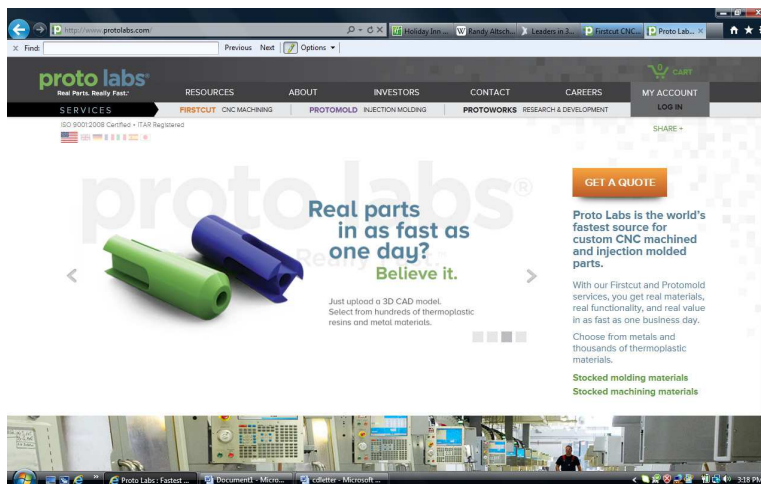 http://www.protolabs.com/
Holiday Inn ...
Randy Altsch...
Leaders in 3...
Firstcut CNC...
Proto Lab...
x Find:
Previous Next
Options
proto labs®
Real Parts. Really Fast.™
CART
RESOURCES ABOUT INVESTORS CONTACT CAREERS MY ACCOUNT
LOG IN
SERVICES
FIRSTCUT CNC MACHINING
PROTOMOLD INJECTION MOLDING
PROTOWORKS RESEARCH & DEVELOPMENT
ISO 9001:2008 Certified • ITAR Registered
SHARE +
proto labs®
Really Fast.
Real parts
in as fast as
one day?
Believe it.
Just upload a 3D CAD model.
Select from hundreds of thermoplastic
resins and metal materials.
GET A QUOTE
Proto Labs is the world's
fastest source for
custom CNC machined
and injection molded
parts.
With our Firstcut and Protomold
services, you get real materials,
real functionality, and real value
in as fast as one business day.
Choose from metals and
thousands of thermoplastic
materials.
Stocked molding materials
Stocked machining materials
Proto Labs : Fastest ...
Document1 - Micro...
cdletter - Microsoft ...
3:18 PM